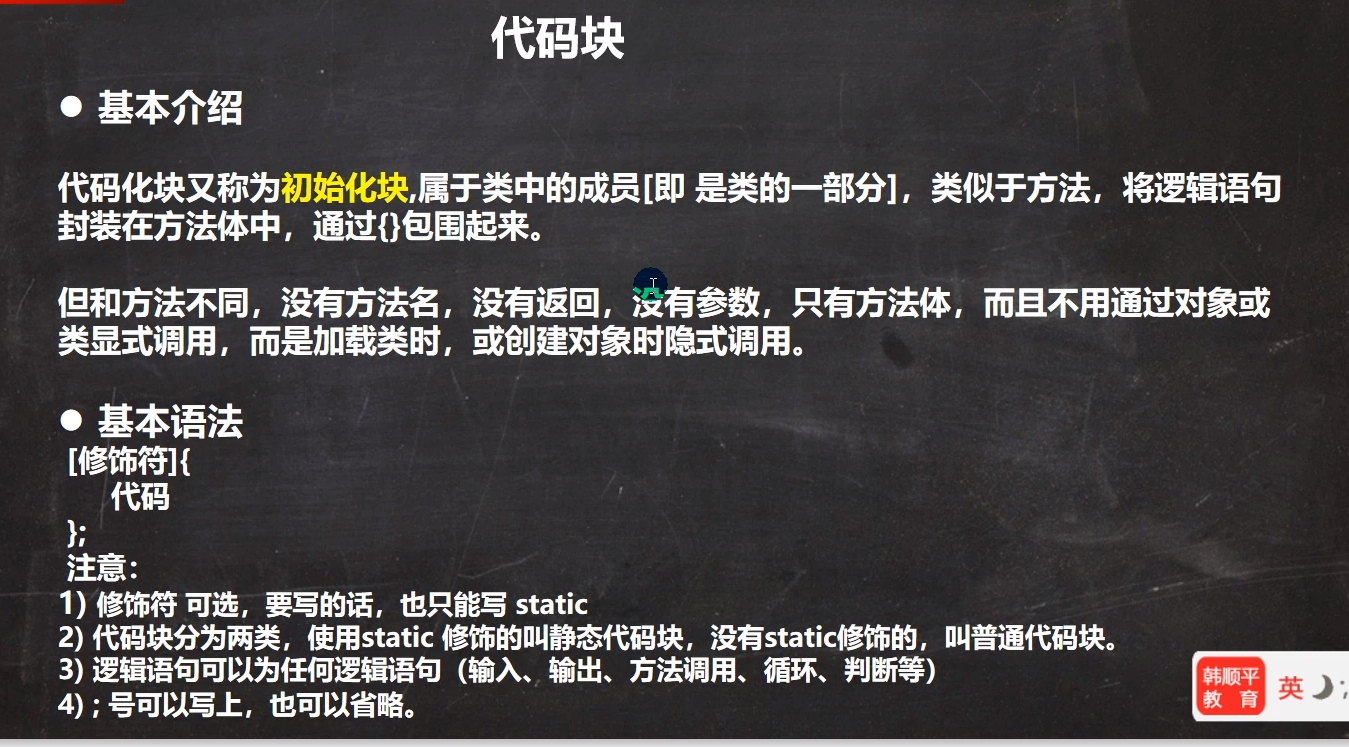 代码块
● 基本介绍
代码化块又称为初始化块,属于类中的成员[即 是类的一部分]，类似于方法，将逻辑语句
封装在方法体中，通过{}包围起来。
但和方法不同，没有方法名，没有返回，没有参数，只有方法体，而且不用通过对象或
类显式调用，而是加载类时，或创建对象时隐式调用。
● 基本语法
[修饰符]{
代码
};
注意：
1) 修饰符 可选，要写的话，也只能写 static
2) 代码块分为两类，使用static 修饰的叫静态代码块，没有static修饰的，叫普通代码块。
3) 逻辑语句可以为任何逻辑语句（输入、输出、方法调用、循环、判断等）
4) ; 号可以写上，也可以省略。
韩顺平
教 育
英